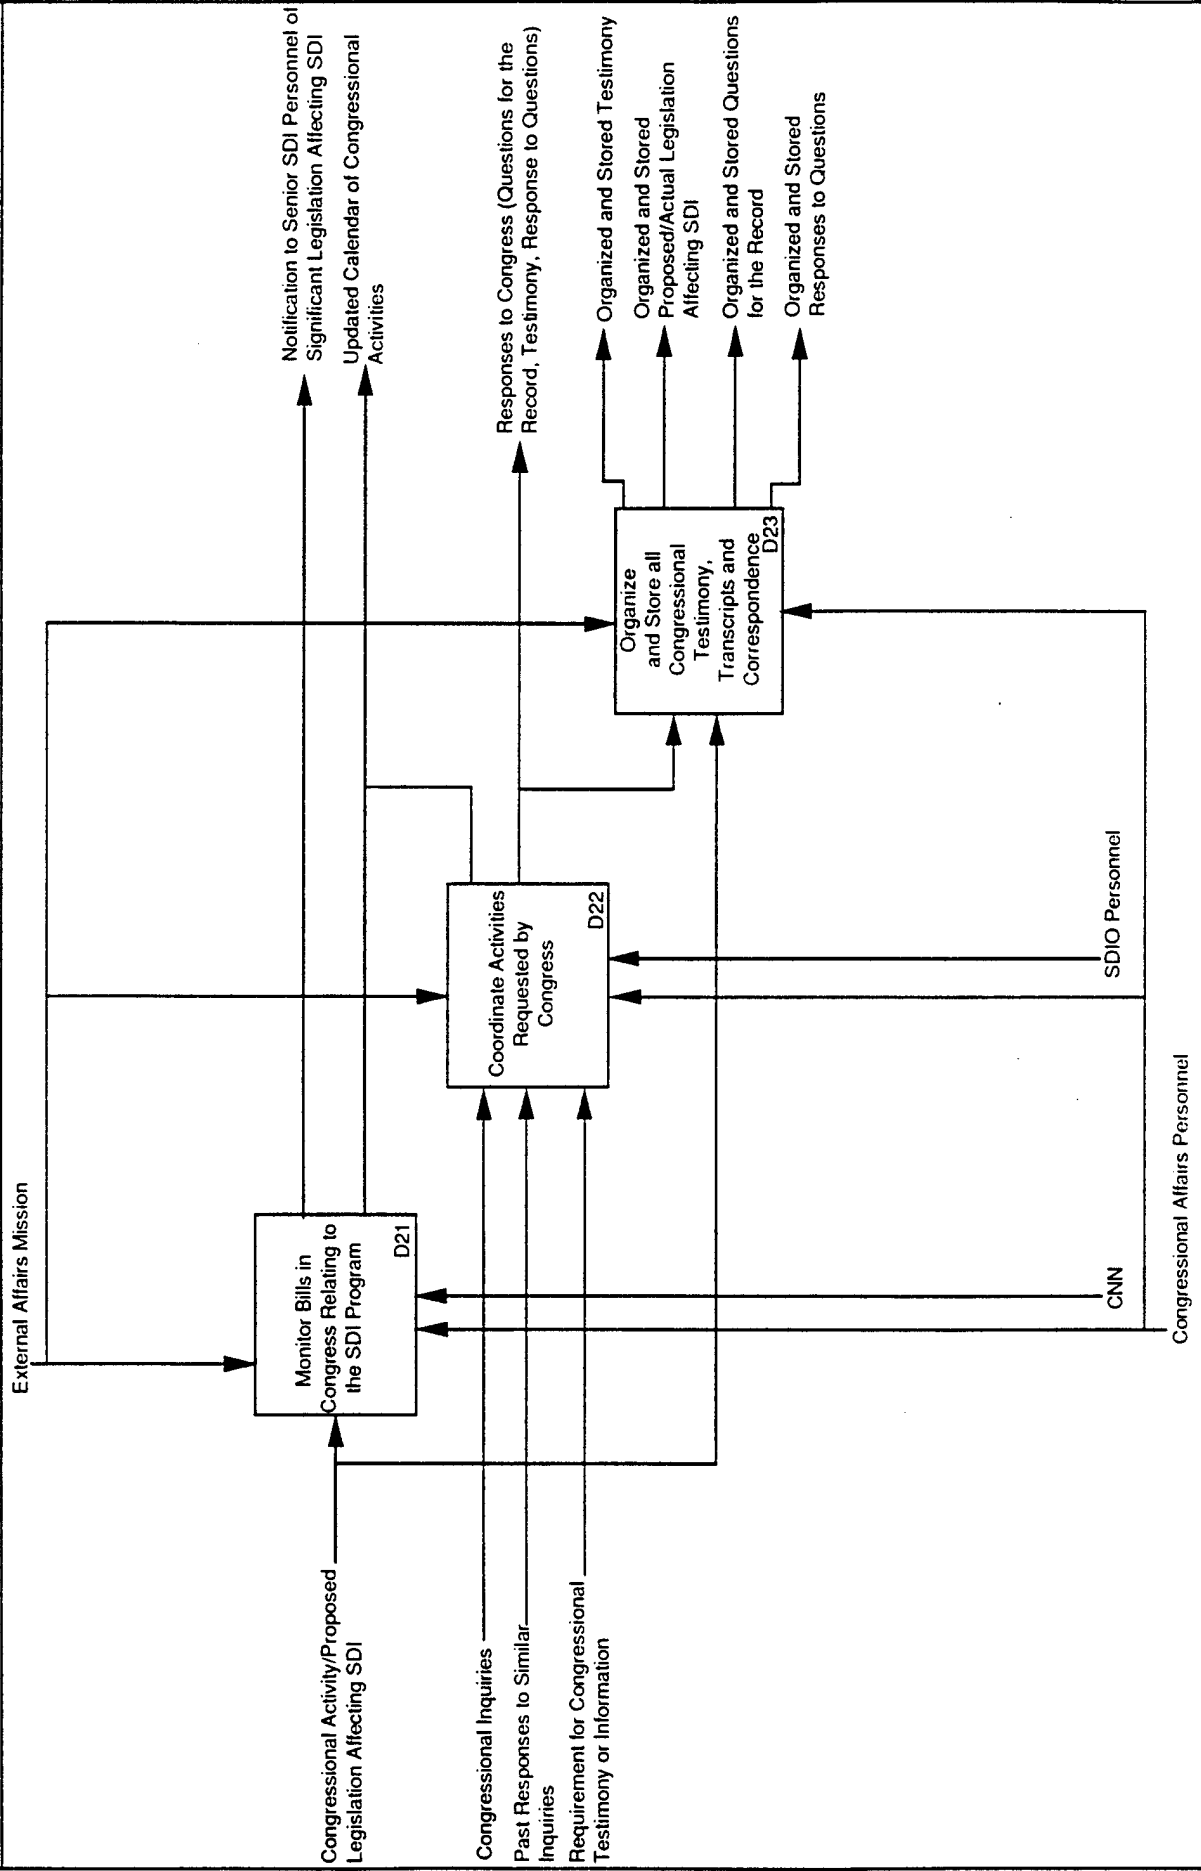 External Affairs Mission
Notification to Senior SDI Personnel of
Significant Legislation Affecting SDI
Updated Calendar of Congressional
Activities
Monitor Bills in
Congress Relating to
the SDI Program
D21
Congressional Activity/Proposed
Legislation Affecting SDI
Congressional Inquiries
Past Responses to Similar
Inquiries
Requirement for Congressional
Testimony or Information
Coordinate Activities
Requested by
Congress
D22
Responses to Congress (Questions for the
Record, Testimony, Response to Questions)
Organize
and Store all
Congressional
Testimony,
Transcripts and
Correspondence
D23
Organized and Stored Testimony
Organized and Stored
Proposed/Actual Legislation
Affecting SDI
Organized and Stored Questions
for the Record
Organized and Stored
Responses to Questions
CNN
SDIO Personnel
Congressional Affairs Personnel